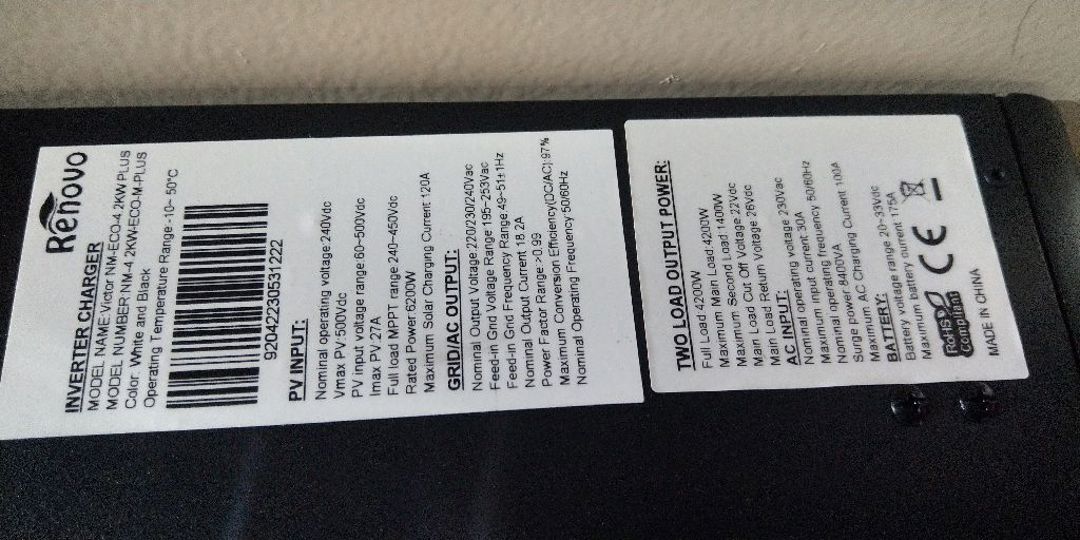 Renovo
INVERTER CHARGER
MODEL NAME:Victor NM-ECO-4.2KW PLUS
MODEL NUMBER:NM-4.2KW-ECO-M-PLUS
Color: White and Black
Operating Temperature Range:-10~ 50°C
92042230531222
PV INPUT:
Nominal operating voltage:240Vdc
Vmax PV:500Vdc
PV input voltage range:60~500Vdc
Imax PV:27A
Full load MPPT range:240~450Vdc
Rated Power:6200W
Maximum Solar Charging Current 120A
GRID/AC OUTPUT:
Nominal Output Voltage:220/230/240Vac
Feed-in Grid Voltage Range:195~253Vac
Feed-in Grid Frequency Range:49~51±1Hz
Nominal Output Current 18.2A
Power Factor Range:>0.99
Maximum Conversion Efficiency(DC/AC):97%
Nominal Operating Frequency:50/60Hz
TWO LOAD OUTPUT POWER:
Full Load 4200W
Maximum Main Load:4200W
Maximum Second Load 1400W
Main Load Cut Off Voltage 22Vdc
Main Load Return Voltage 26Vdc
AC INPUT:
Nominal operating voltage 230Vac
Nominal input current 30A
Maximum input current
Nominal operating frequency 50/60Hz
Surge power 8400VA
Maximum AC Charging Current 100A
BATTERY:
Battery voltage range 20~33Vdc
Maximum battery current 175A
RoHS
Compliant
CE
MADE IN CHINA